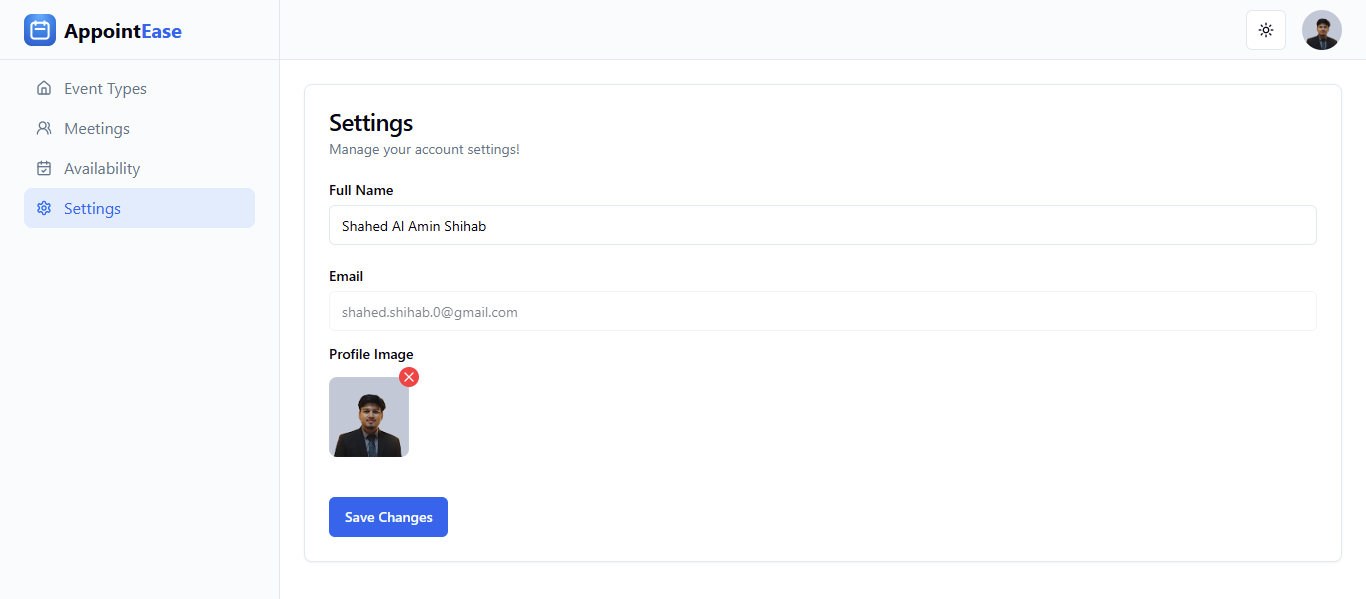 AppointEase
Event Types
Meetings
Availability
Settings
Settings
Manage your account settings!
Full Name
Shahed Al Amin Shihab
Email
shahed.shihab.0@gmail.com
Profile Image
Save Changes